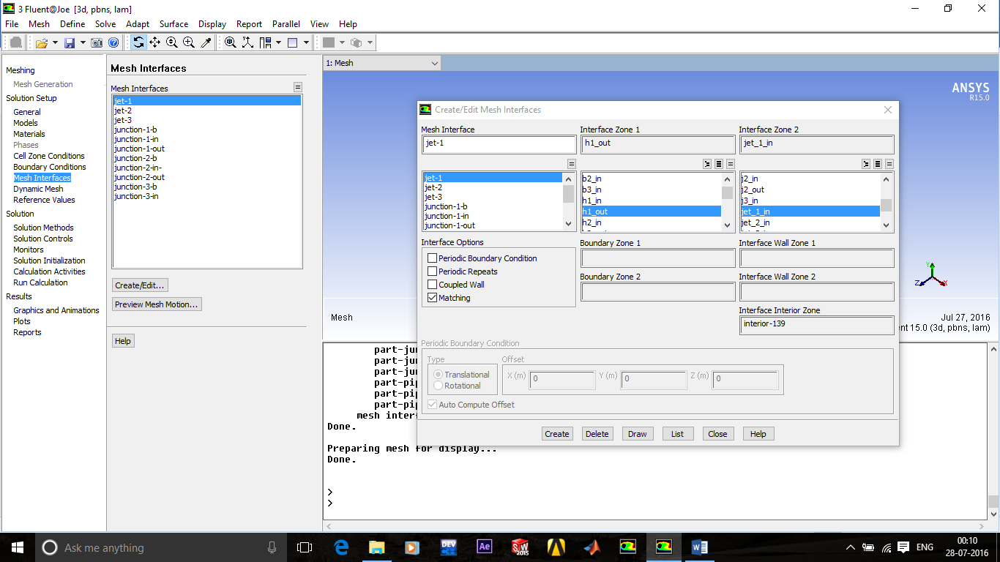 3 Fluent@Joe [3d, pbns, lam]
File Mesh Define Solve Adapt Surface Display Report Parallel View Help
Meshing
Mesh Generation
Solution Setup
General
Models
Materials
Phases
Cell Zone Conditions
Boundary Conditions
Mesh Interfaces
Dynamic Mesh
Reference Values
Solution
Solution Methods
Solution Controls
Monitors
Solution Initialization
Calculation Activities
Run Calculation
Results
Graphics and Animations
Plots
Reports
Mesh Interfaces
Mesh Interfaces
jet-1
jet-2
jet-3
junction-1-b
junction-1-in
junction-1-out
junction-2-b
junction-2-in-
junction-2-out
junction-3-b
junction-3-in
Create/Edit...
Preview Mesh Motion...
Help
1: Mesh
ANSYS
R15.0
Y
Z
X
Mesh
Jul 27, 2016
ent 15.0 (3d, pbns, lam)
Create/Edit Mesh Interfaces
Mesh Interface
jet-1
jet-1
jet-2
jet-3
junction-1-b
junction-1-in
junction-1-out
Interface Zone 1
h1_out
b2_in
b3_in
h1_in
h1_out
h2_in
Interface Zone 2
jet_1_in
j2_in
j2_out
j3_in
jet_1_in
jet_2_in
Interface Options
Periodic Boundary Condition
Periodic Repeats
Coupled Wall
Matching
Boundary Zone 1
Boundary Zone 2
Interface Wall Zone 1
Interface Wall Zone 2
Interface Interior Zone
interior-139
Periodic Boundary Condition
Type
Translational
Rotational
Offset
X (m) 0 Y (m) 0 Z (m) 0
Auto Compute Offset
Create Delete Draw List Close Help
part-jun
part-jun
part-jun
part-pip
part-pip
part-pip
mesh inter
Done.
Preparing mesh for display...
Done.
>
>
Ask me anything
DEV
Ae
SW
2015
W
ENG
00:10
28-07-2016